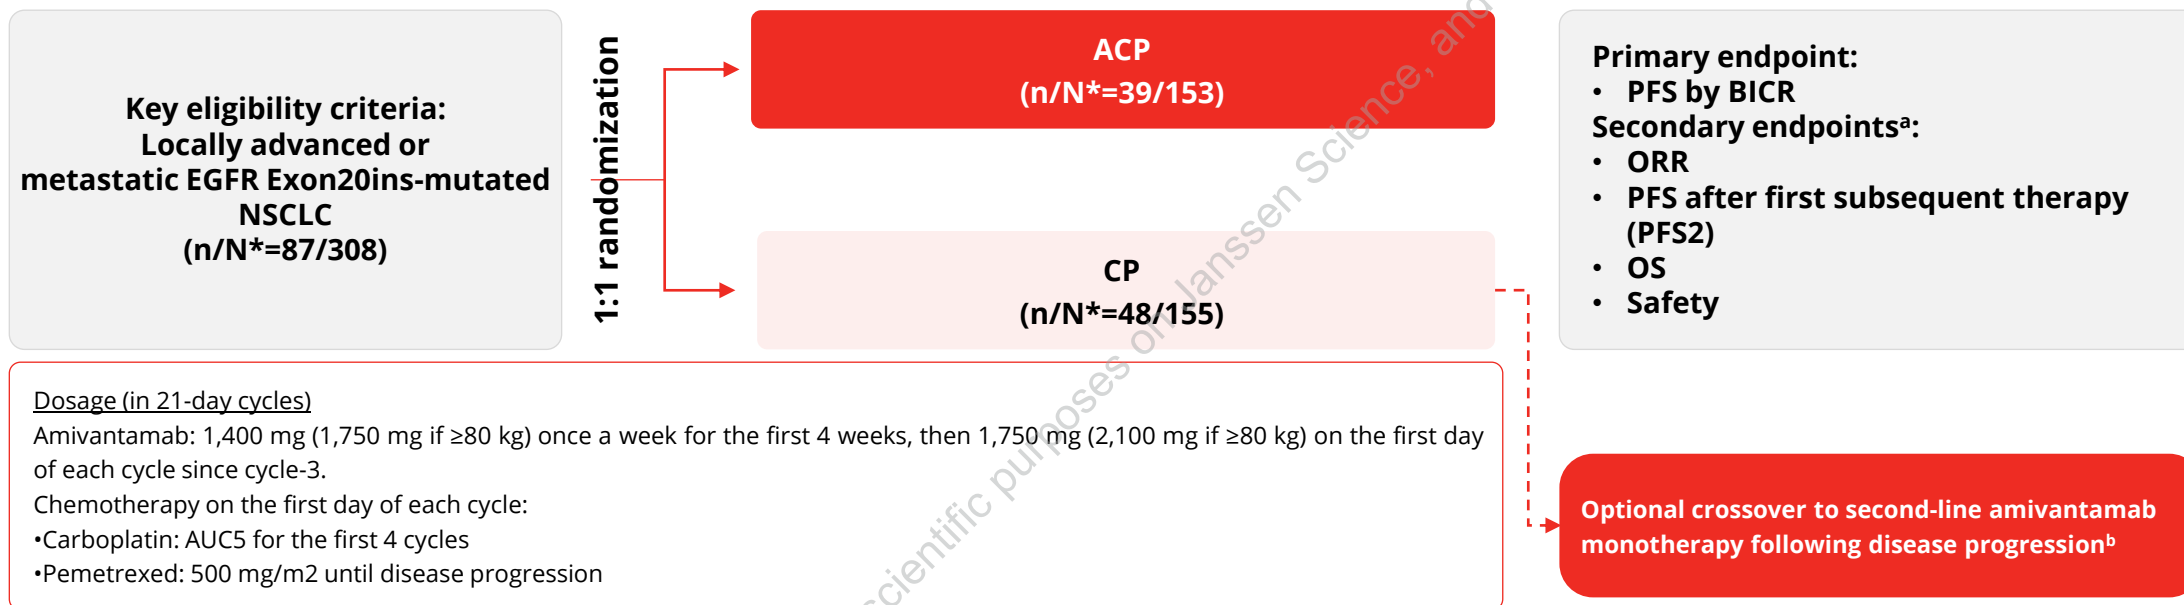 Key eligibility criteria:
Locally advanced or
metastatic EGFR Exon20ins-mutated
NSCLC
(n/N*=87/308)
1:1 randomization
ACP
(n/N*=39/153)
CP
(n/N*=48/155)
Primary endpoint:
• PFS by BICR
Secondary endpointsᵃ:
• ORR
• PFS after first subsequent therapy
(PFS2)
• OS
• Safety
Dosage (in 21-day cycles)
Amivantamab: 1,400 mg (1,750 mg if ≥80 kg) once a week for the first 4 weeks, then 1,750 mg (2,100 mg if ≥80 kg) on the first day
of each cycle since cycle-3.
Chemotherapy on the first day of each cycle:
•Carboplatin: AUC5 for the first 4 cycles
•Pemetrexed: 500 mg/m2 until disease progression
Optional crossover to second-line amivantamab
monotherapy following disease progressionᵇ
scientific purposes on Janssen Science, and